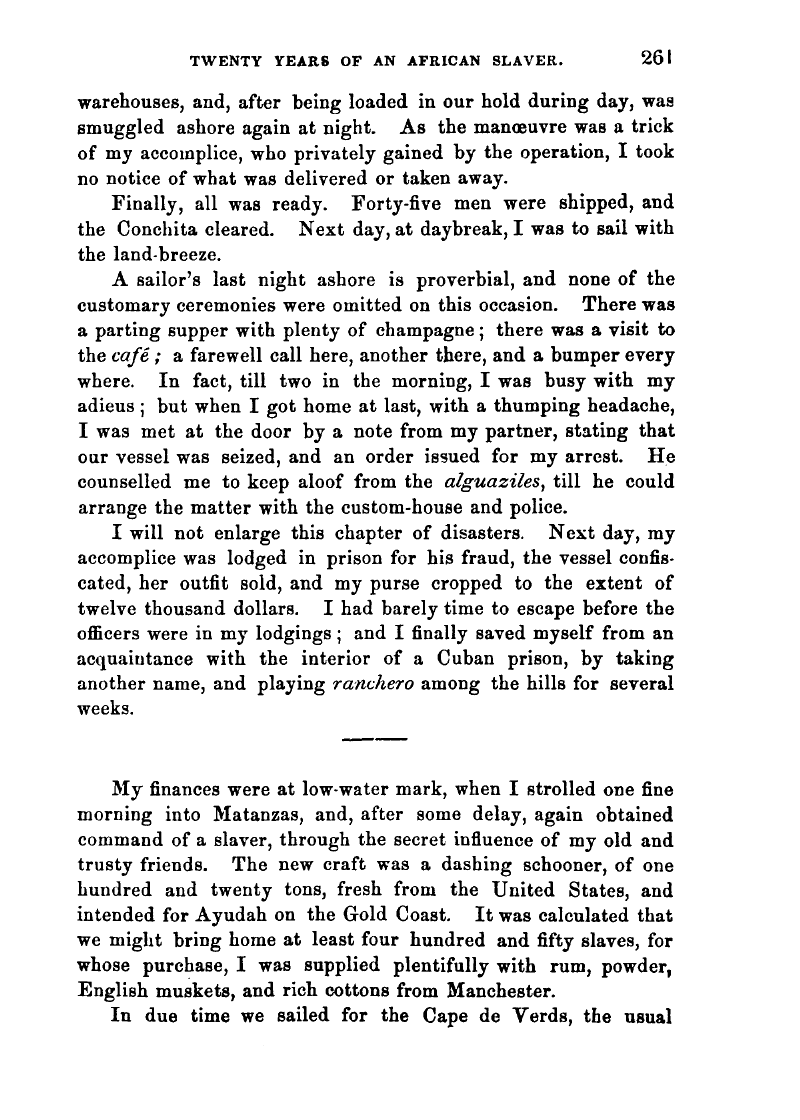 TWENTY YEARS OF AN AFRICAN SLAVER. 261
warehouses, and, after being loaded in our hold during day, was
smuggled ashore again at night. As the manœuvre was a trick
of my accomplice, who privately gained by the operation, I took
no notice of what was delivered or taken away.
Finally, all was ready. Forty-five men were shipped, and
the Conchita cleared. Next day, at daybreak, I was to sail with
the land-breeze.
A sailor's last night ashore is proverbial, and none of the
customary ceremonies were omitted on this occasion. There was
a parting supper with plenty of champagne; there was a visit to
the café; a farewell call here, another there, and a bumper every
where. In fact, till two in the morning, I was busy with my
adieus; but when I got home at last, with a thumping headache,
I was met at the door by a note from my partner, stating that
our vessel was seized, and an order issued for my arrest. He
counselled me to keep aloof from the alguaziles, till he could
arrange the matter with the custom-house and police.
I will not enlarge this chapter of disasters. Next day, my
accomplice was lodged in prison for his fraud, the vessel confis-
cated, her outfit sold, and my purse cropped to the extent of
twelve thousand dollars. I had barely time to escape before the
officers were in my lodgings; and I finally saved myself from an
acquaintance with the interior of a Cuban prison, by taking
another name, and playing ranchero among the hills for several
weeks.
My finances were at low-water mark, when I strolled one fine
morning into Matanzas, and, after some delay, again obtained
command of a slaver, through the secret influence of my old and
trusty friends. The new craft was a dashing schooner, of one
hundred and twenty tons, fresh from the United States, and
intended for Ayudah on the Gold Coast. It was calculated that
we might bring home at least four hundred and fifty slaves, for
whose purchase, I was supplied plentifully with rum, powder,
English muskets, and rich cottons from Manchester.
In due time we sailed for the Cape de Verds, the usual